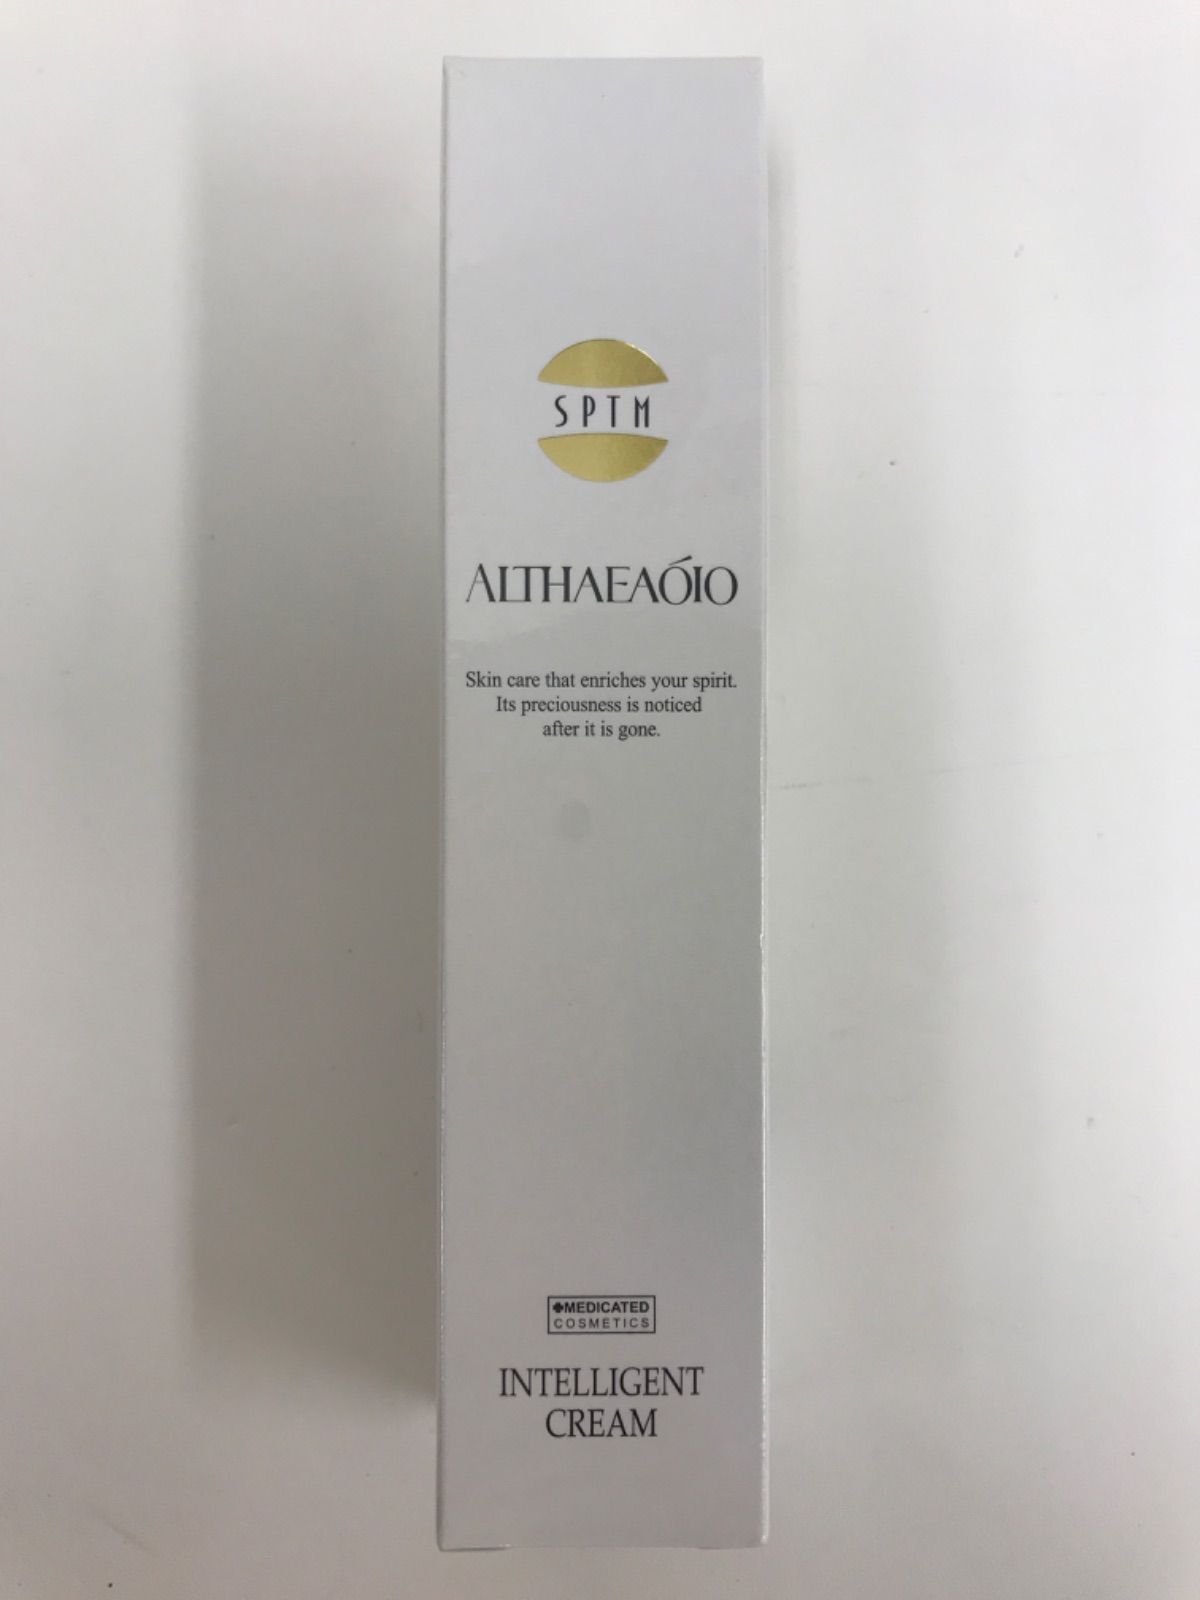 SPTM
ALTHAEAÓIO
Skin care that enriches your spirit.
Its preciousness is noticed
after it is gone.
✚MEDICATED
COSMETICS
INTELLIGENT
CREAM